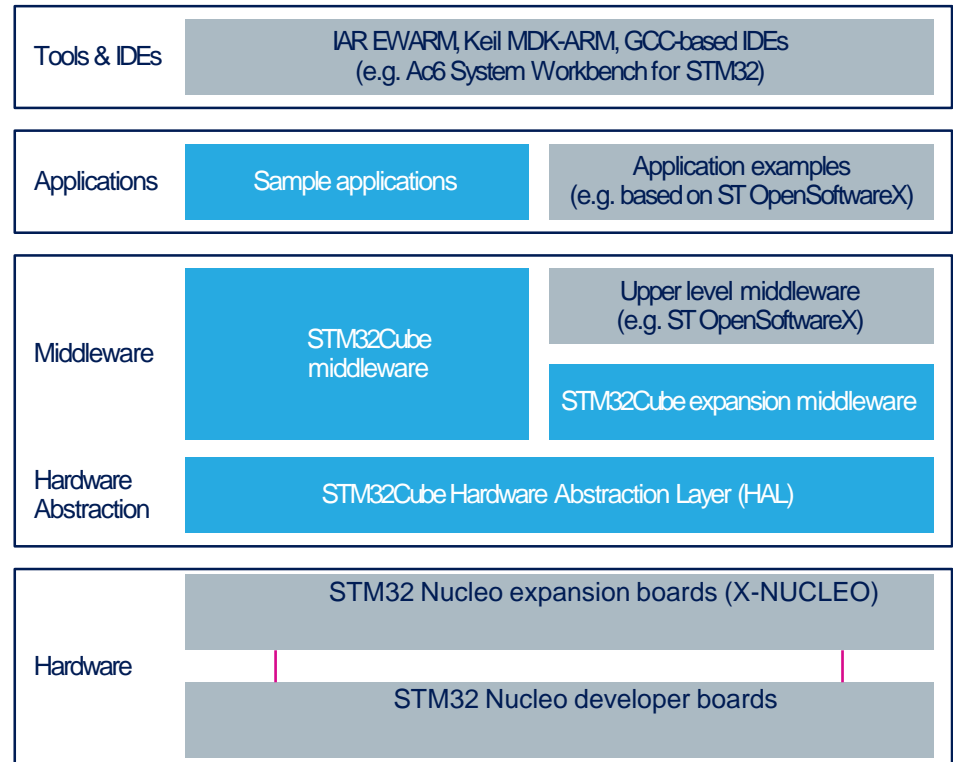 Tools & IDEs
IAR EWARM, Keil MDK-ARM, GCC-based IDEs
(e.g. Ac6 System Workbench for STM32)
Applications
Sample applications
Application examples
(e.g. based on ST OpenSoftwareX)
Middleware
STM32Cube
middleware
Upper level middleware
(e.g. ST OpenSoftwareX)
STM32Cube expansion middleware
Hardware
Abstraction
STM32Cube Hardware Abstraction Layer (HAL)
Hardware
STM32 Nucleo expansion boards (X-NUCLEO)
STM32 Nucleo developer boards